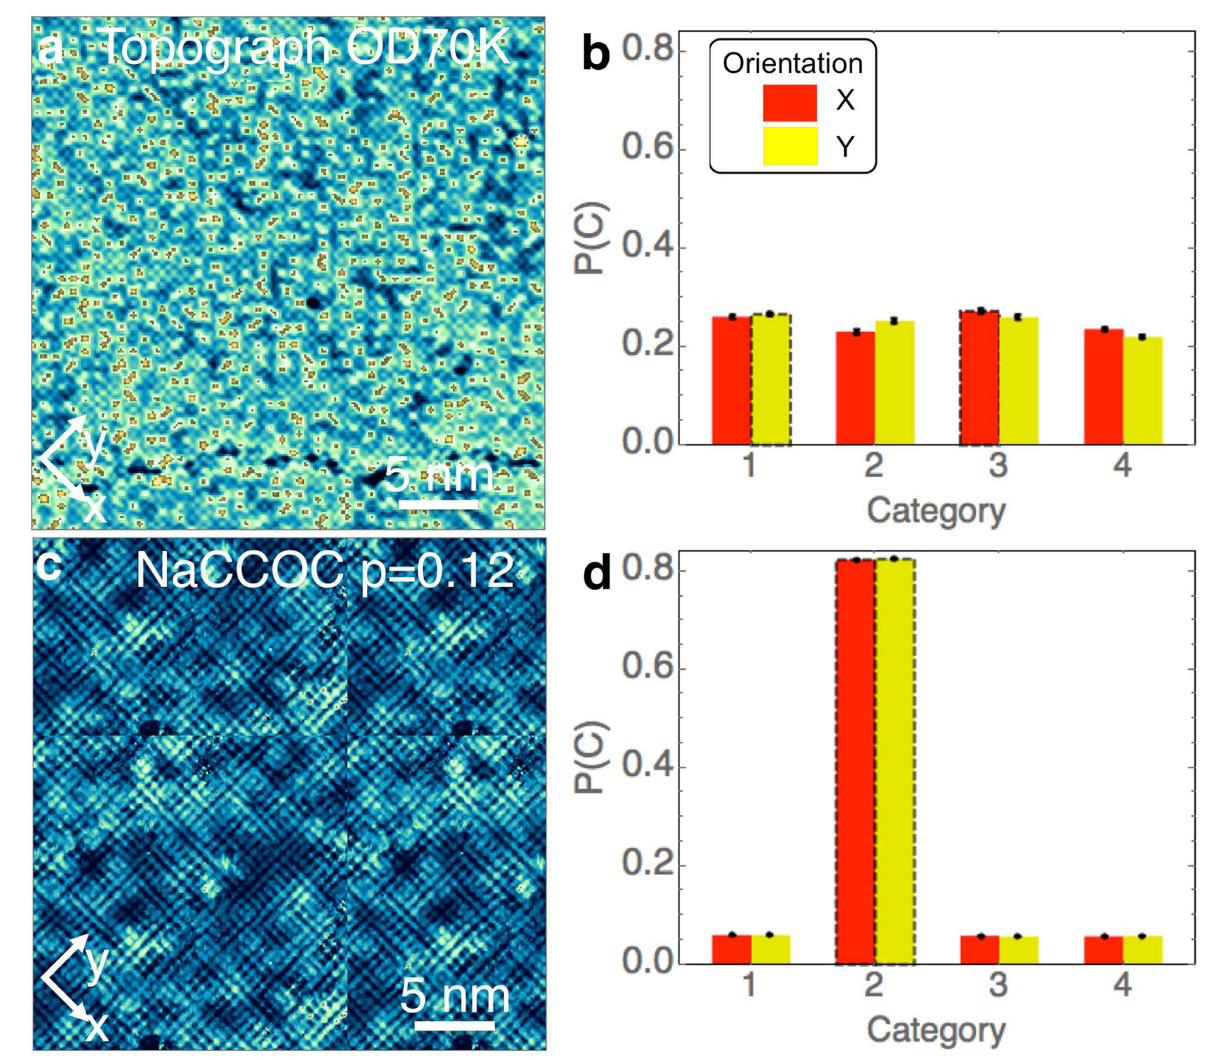 a Topograph OD70K
y
x
5 nm
b
Orientation
X
Y
P(C)
0.8
0.6
0.4
0.2
0.0
1 2 3 4
Category
c NaCCOC p=0.12
y
x
5 nm
d
P(C)
0.8
0.6
0.4
0.2
0.0
1 2 3 4
Category